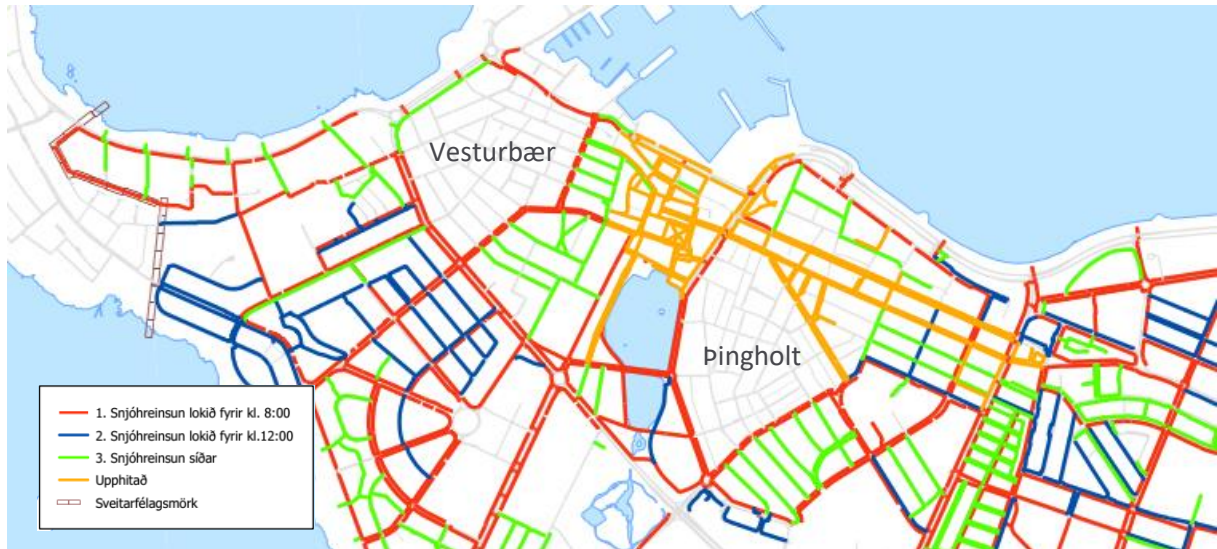 Vesturbær
Þingholt
1. Snjóhreinsun lokið fyrir kl. 8:00
2. Snjóhreinsun lokið fyrir kl.12:00
3. Snjóhreinsun síðar
Upphitað
Sveitarfélagsmörk